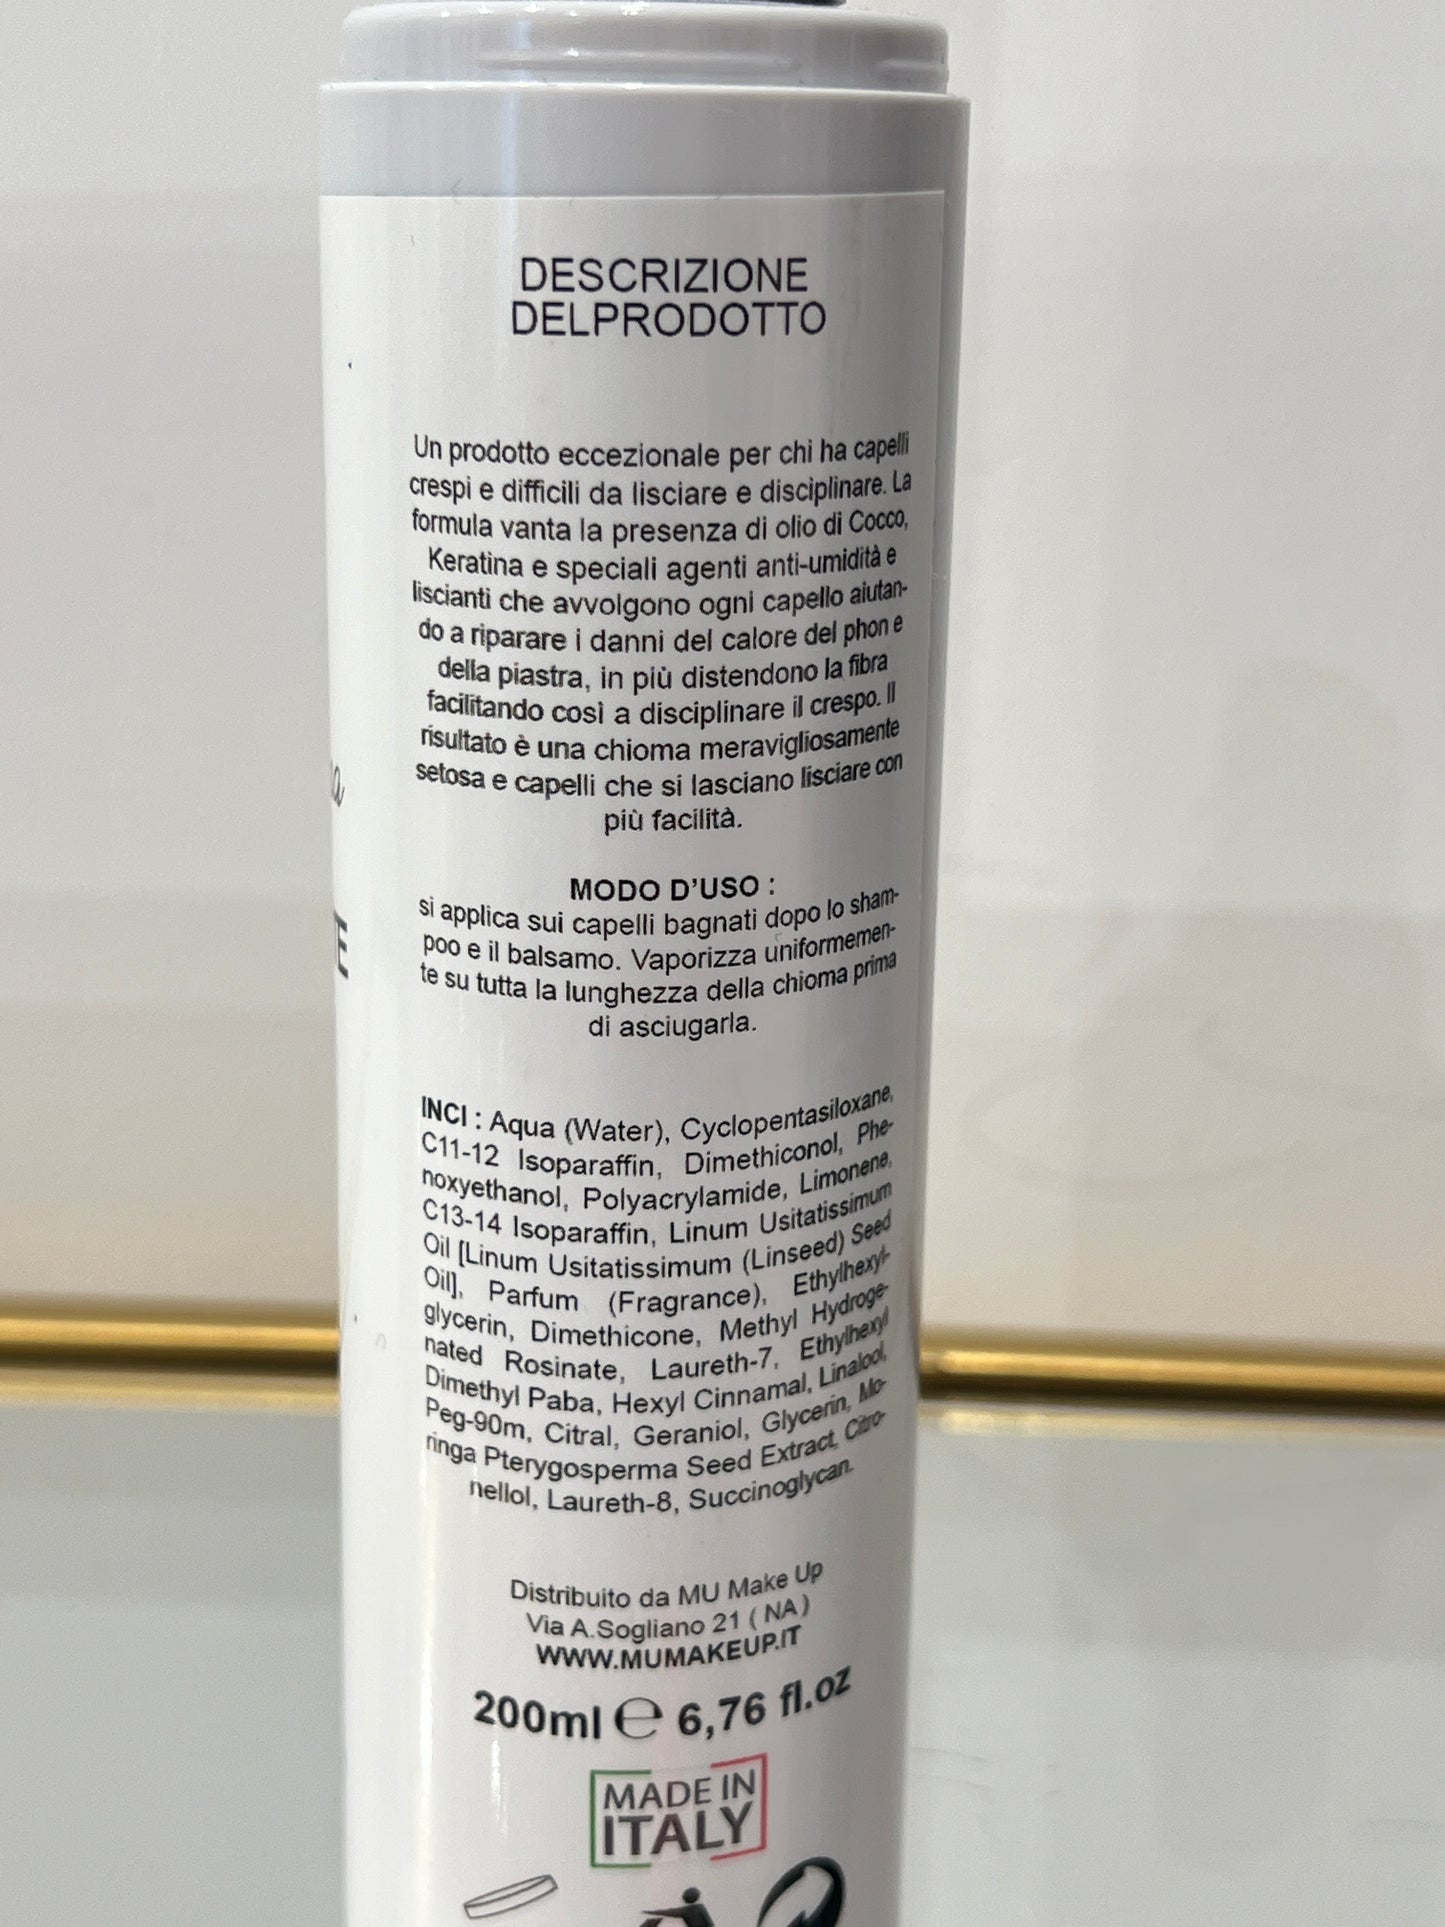 DESCRIZIONE
DELPRODOTTO
Un prodotto eccezionale per chi ha capelli
crespi e difficili da lisciare e disciplinare. La
formula vanta la presenza di olio di Cocco,
Keratina e speciali agenti anti-umidità e
liscianti che avvolgono ogni capello aiutan-
do a riparare i danni del calore del phon e
della piastra, in più distendono la fibra
facilitando così a disciplinare il crespo. Il
risultato è una chioma meravigliosamente
setosa e capelli che si lasciano lisciare con
più facilità.
MODO D'USO :
si applica sui capelli bagnati dopo lo sham-
poo e il balsamo. Vaporizza uniformemen-
te su tutta la lunghezza della chioma prima
di asciugarla.
INCI : Aqua (Water), Cyclopentasiloxane,
C11-12 Isoparaffin, Dimethiconol, Phe-
noxyethanol, Polyacrylamide, Limonene,
C13-14 Isoparaffin, Linum Usitatissimum
Oil [Linum Usitatissimum (Linseed) Seed
Oil], Parfum (Fragrance), Ethylhexyl-
glycerin, Dimethicone, Methyl Hydroge-
nated Rosinate, Laureth-7, Ethylhexyl
Dimethyl Paba, Hexyl Cinnamal, Linalool,
Peg-90m, Citral, Geraniol, Glycerin, Mo-
ringa Pterygosperma Seed Extract, Citro-
nellol, Laureth-8, Succinoglycan.
Distribuito da MU Make Up
Via A.Sogliano 21 ( NA )
WWW.MUMAKEUP.IT
200ml e 6,76 fl.oz
MADE IN
ITALY